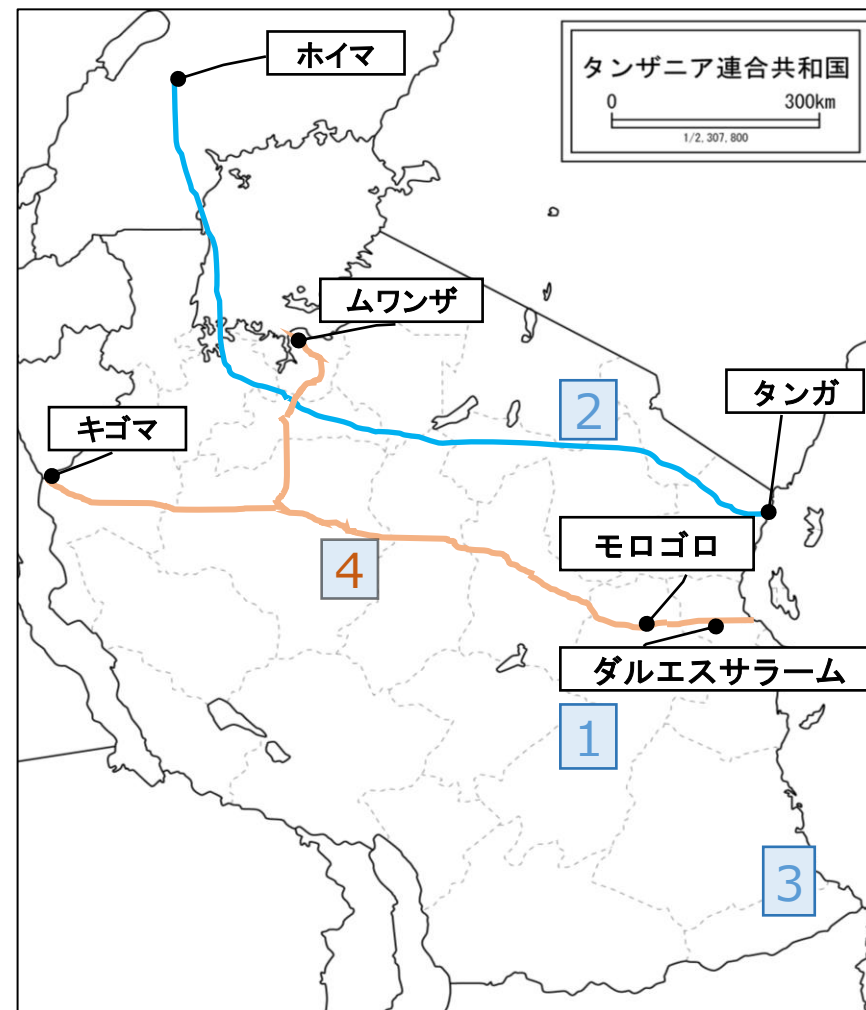 ホイマ
タンザニア連合共和国
0 300km
1/2,307,800
ムワンザ
2
タンガ
キゴマ
モロゴロ
4
ダルエスサラーム
1
3